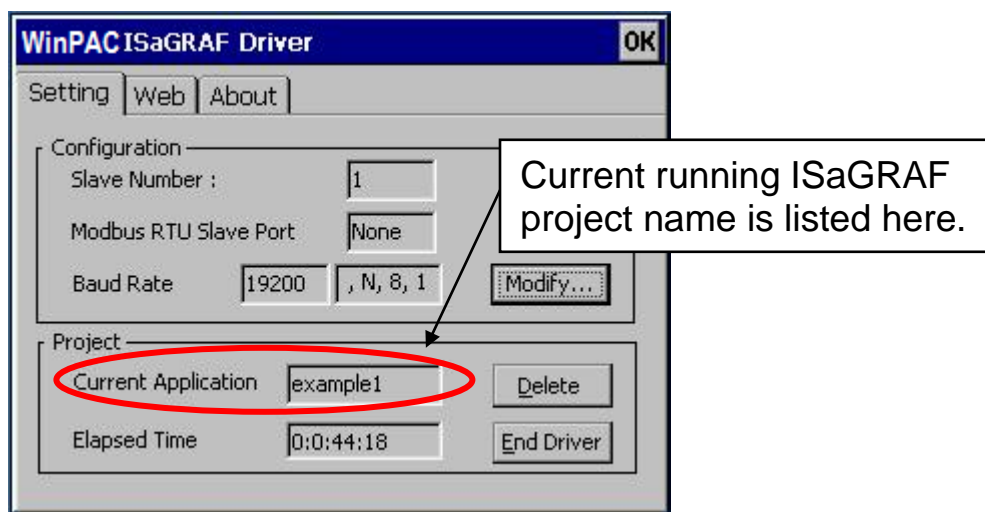 WinPAC ISaGRAF Driver OK
Setting Web About
Configuration
Slave Number : 1
Current running ISaGRAF
project name is listed here.
Modbus RTU Slave Port None
Baud Rate 19200 , N, 8, 1 Modify...
Project
Current Application example1 Delete
Elapsed Time 0:0:44:18 End Driver